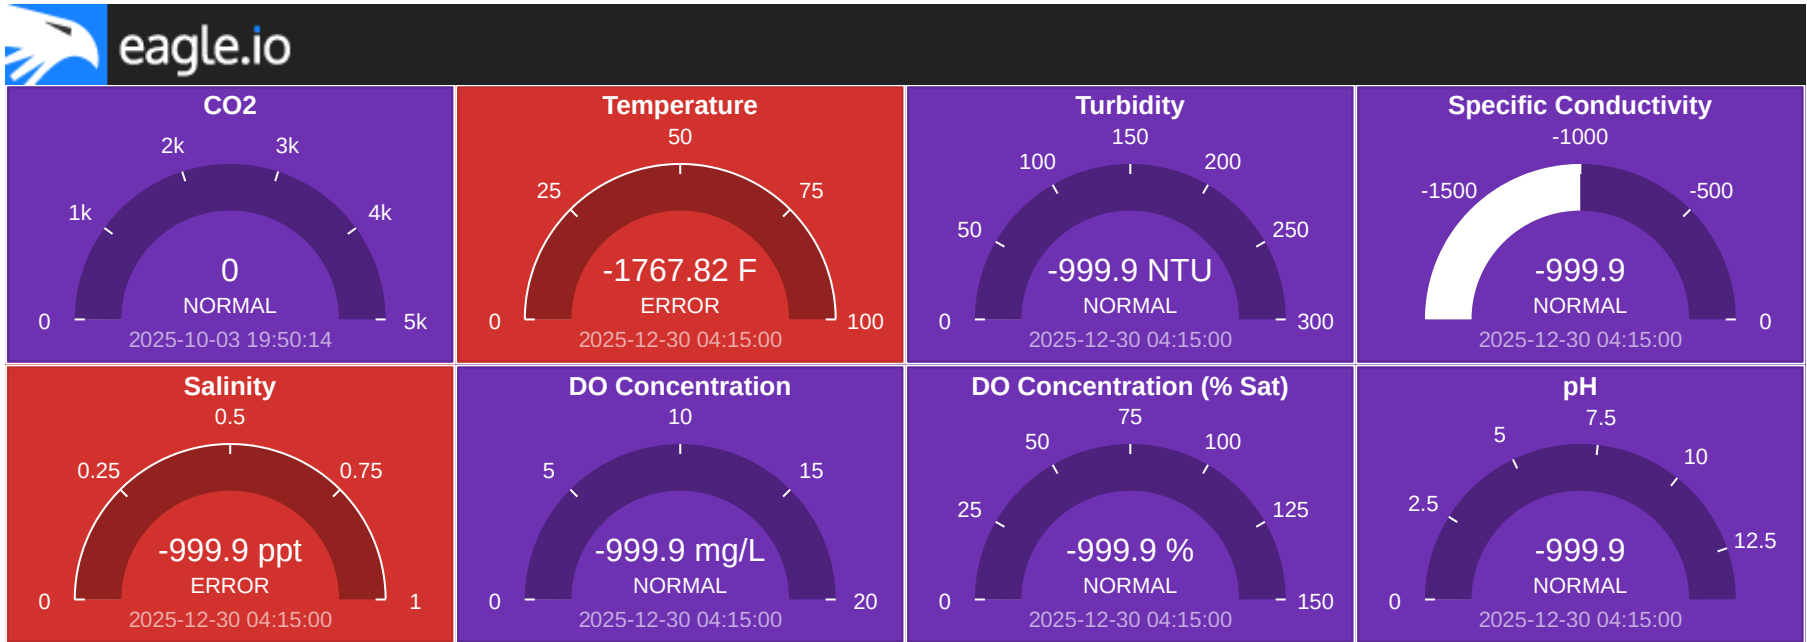 eagle.io
CO2
2k
3k
1k
4k
0
NORMAL
0
5k
2025-10-03 19:50:14
Temperature
50
25
75
-1767.82 F
ERROR
0
100
2025-12-30 04:15:00
Turbidity
150
100
200
50
250
-999.9 NTU
NORMAL
0
300
2025-12-30 04:15:00
Specific Conductivity
-1000
-1500
-500
-999.9
NORMAL
0
2025-12-30 04:15:00
Salinity
0.5
0.25
0.75
-999.9 ppt
ERROR
0
1
2025-12-30 04:15:00
DO Concentration
10
5
15
-999.9 mg/L
NORMAL
0
20
2025-12-30 04:15:00
DO Concentration (% Sat)
75
50
100
25
125
-999.9 %
NORMAL
0
150
2025-12-30 04:15:00
pH
7.5
5
10
2.5
12.5
-999.9
NORMAL
0
2025-12-30 04:15:00